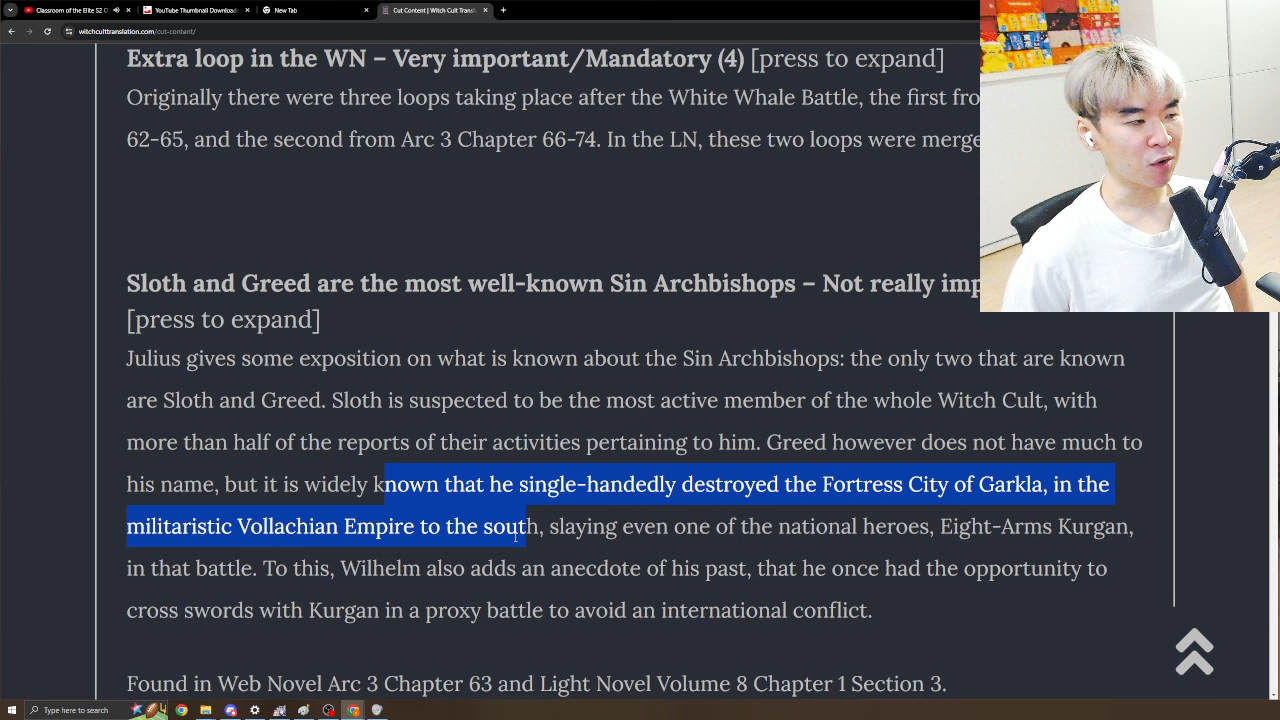 Classroom of the Elite S2 C
YouTube Thumbnail Download
New Tab
Cut Content | Witch Cult Trans
witchculttranslation.com/cut-content/
Extra loop in the WN – Very important/Mandatory (4) [press to expand]
Originally there were three loops taking place after the White Whale Battle, the first fro
62-65, and the second from Arc 3 Chapter 66-74. In the LN, these two loops were merge
Sloth and Greed are the most well-known Sin Archbishops – Not really imp
[press to expand]
Julius gives some exposition on what is known about the Sin Archbishops: the only two that are known
are Sloth and Greed. Sloth is suspected to be the most active member of the whole Witch Cult, with
more than half of the reports of their activities pertaining to him. Greed however does not have much to
his name, but it is widely known that he single-handedly destroyed the Fortress City of Garkla, in the
militaristic Vollachian Empire to the south, slaying even one of the national heroes, Eight-Arms Kurgan,
in that battle. To this, Wilhelm also adds an anecdote of his past, that he once had the opportunity to
cross swords with Kurgan in a proxy battle to avoid an international conflict.
Found in Web Novel Arc 3 Chapter 63 and Light Novel Volume 8 Chapter 1 Section 3.
Type here to search